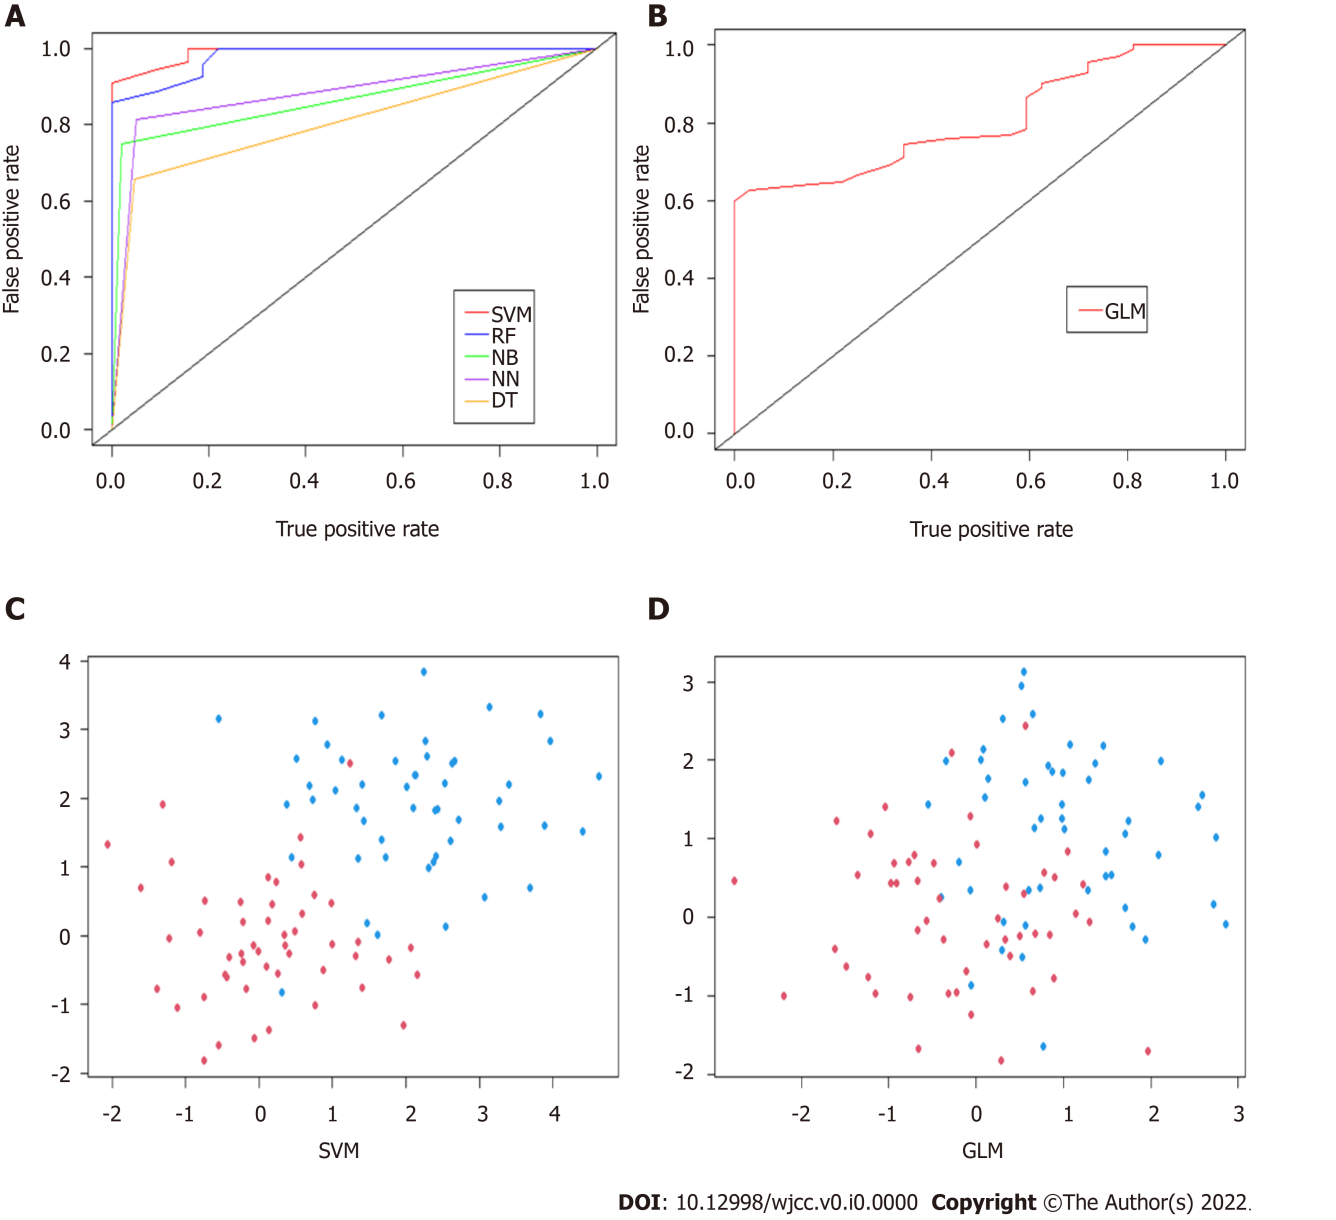 A
1.0
0.8
0.6
0.4
0.2
0.0
False positive rate
SVM
RF
NB
NN
DT
0.0 0.2 0.4 0.6 0.8 1.0
True positive rate
B
1.0
0.8
0.6
0.4
0.2
0.0
False positive rate
GLM
0.0 0.2 0.4 0.6 0.8 1.0
True positive rate
C
4
3
2
1
0
-1
-2
-2 -1 0 1 2 3 4
SVM
D
3
2
1
0
-1
-2
-2 -1 0 1 2 3
GLM
DOI: 10.12998/wjcc.v0.i0.0000 Copyright ©The Author(s) 2022.